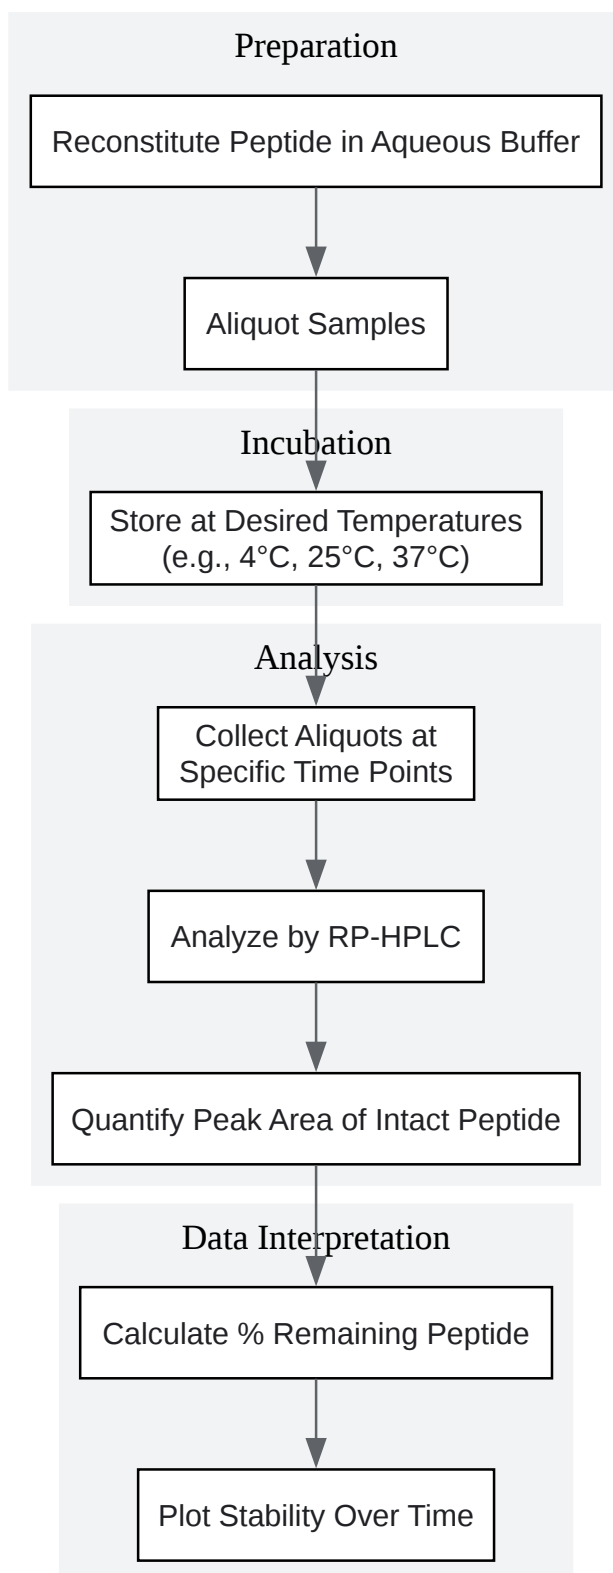 Preparation
Reconstitute Peptide in Aqueous Buffer
Aliquot Samples
Incubation
Store at Desired Temperatures
(e.g., 4°C, 25°C, 37°C)
Analysis
Collect Aliquots at
Specific Time Points
Analyze by RP-HPLC
Quantify Peak Area of Intact Peptide
Data Interpretation
Calculate % Remaining Peptide
Plot Stability Over Time